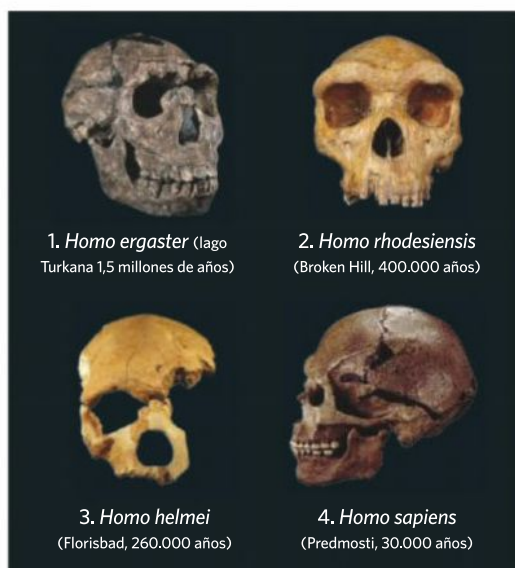 1. Homo ergaster (lago
Turkana 1,5 millones de años)
2. Homo rhodesiensis
(Broken Hill, 400.000 años)
3. Homo helmei
(Florisbad, 260.000 años)
4. Homo sapiens
(Predmosti, 30.000 años)